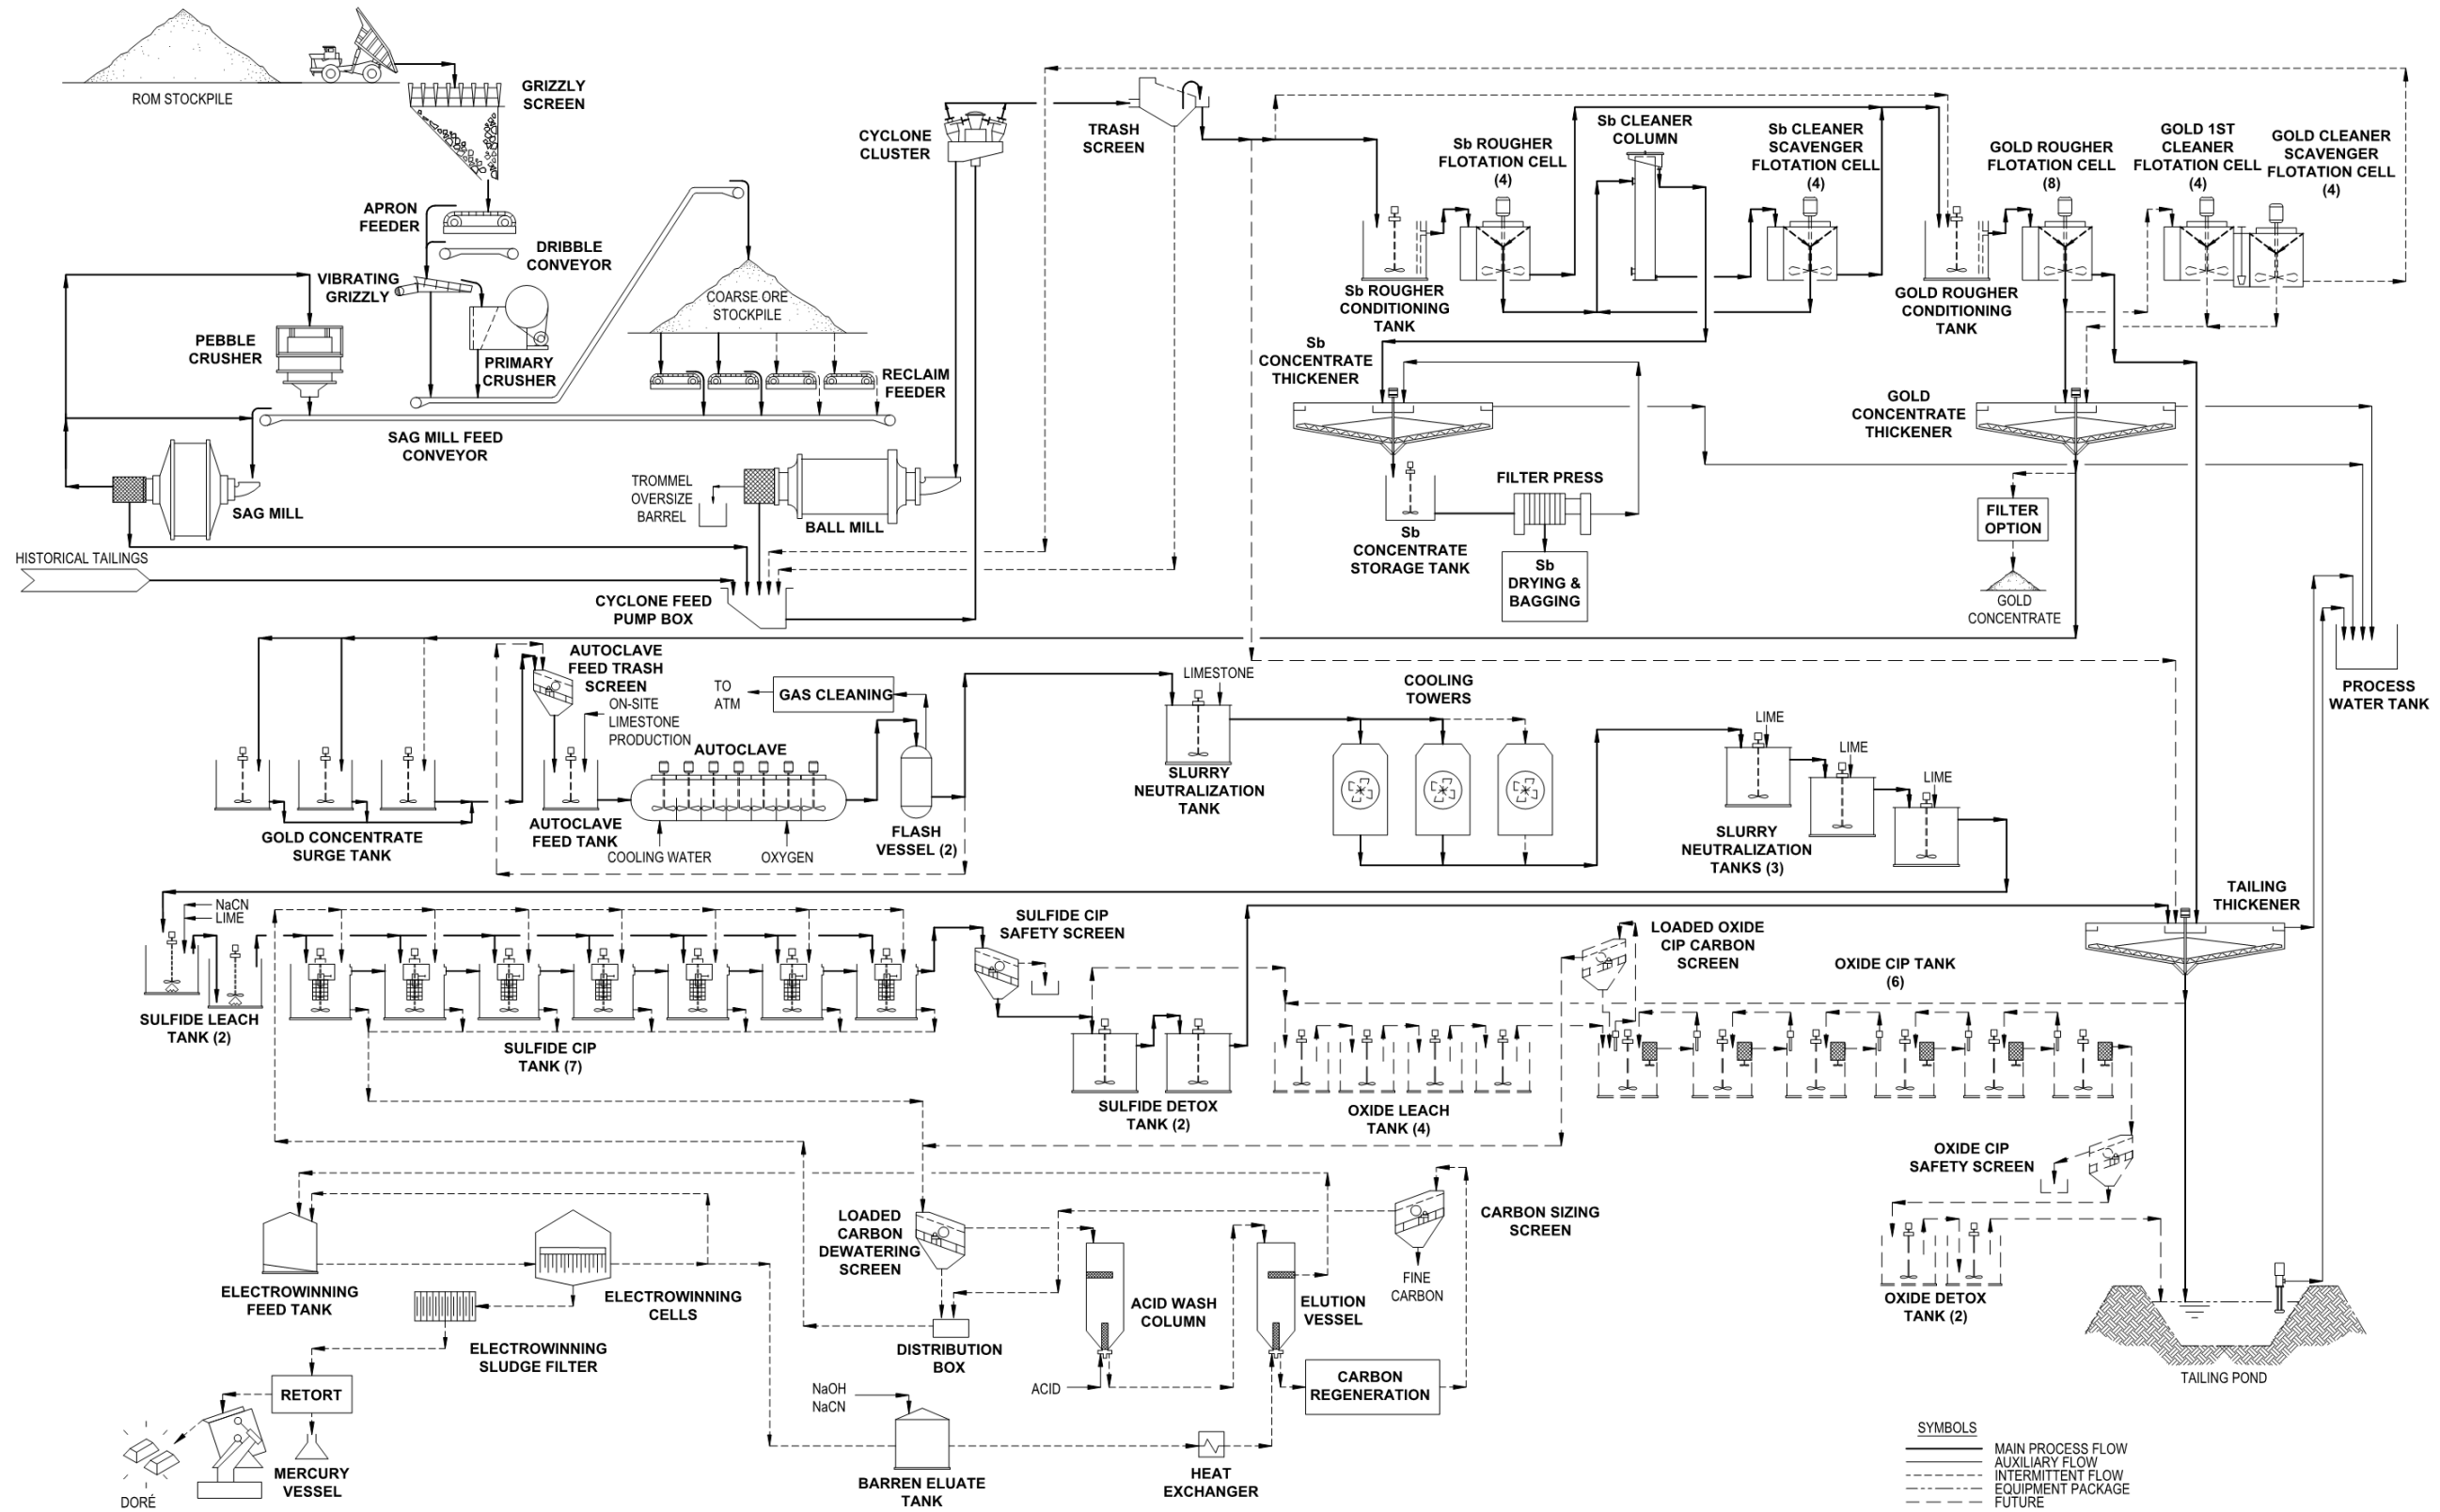 ROM STOCKPILE
GRIZZLY
SCREEN
APRON
FEEDER
DRIBBLE
CONVEYOR
VIBRATING
GRIZZLY
PEBBLE
CRUSHER
PRIMARY
CRUSHER
COARSE ORE
STOCKPILE
RECLAIM
FEEDER
SAG MILL FEED
CONVEYOR
SAG MILL
TROMMEL
OVERSIZE
BARREL
BALL MILL
CYCLONE
CLUSTER
TRASH
SCREEN
HISTORICAL TAILINGS
CYCLONE FEED
PUMP BOX
Sb ROUGHER
CONDITIONING
TANK
Sb ROUGHER
FLOTATION CELL
(4)
Sb CLEANER
COLUMN
Sb CLEANER
SCAVENGER
FLOTATION CELL
(4)
GOLD ROUGHER
CONDITIONING
TANK
GOLD ROUGHER
FLOTATION CELL
(8)
GOLD 1ST
CLEANER
FLOTATION CELL
(4)
GOLD CLEANER
SCAVENGER
FLOTATION CELL
(4)
Sb
CONCENTRATE
THICKENER
Sb
CONCENTRATE
STORAGE TANK
FILTER PRESS
Sb
DRYING &
BAGGING
GOLD
CONCENTRATE
THICKENER
FILTER
OPTION
GOLD
CONCENTRATE
PROCESS
WATER TANK
GOLD CONCENTRATE
SURGE TANK
AUTOCLAVE
FEED TRASH
SCREEN
ON-SITE
LIMESTONE
PRODUCTION
AUTOCLAVE
FEED TANK
AUTOCLAVE
COOLING WATER
OXYGEN
TO
ATM
GAS CLEANING
FLASH
VESSEL (2)
LIMESTONE
SLURRY
NEUTRALIZATION
TANK
COOLING
TOWERS
LIME
LIME
LIME
SLURRY
NEUTRALIZATION
TANKS (3)
TAILING
THICKENER
NaCN
LIME
SULFIDE LEACH
TANK (2)
SULFIDE CIP
TANK (7)
SULFIDE CIP
SAFETY SCREEN
SULFIDE DETOX
TANK (2)
OXIDE LEACH
TANK (4)
LOADED OXIDE
CIP CARBON
SCREEN
OXIDE CIP TANK
(6)
OXIDE CIP
SAFETY SCREEN
OXIDE DETOX
TANK (2)
TAILING POND
ELECTROWINNING
FEED TANK
ELECTROWINNING
CELLS
ELECTROWINNING
SLUDGE FILTER
RETORT
MERCURY
VESSEL
DORÉ
LOADED
CARBON
DEWATERING
SCREEN
DISTRIBUTION
BOX
ACID WASH
COLUMN
ACID
ELUTION
VESSEL
CARBON SIZING
SCREEN
FINE
CARBON
CARBON
REGENERATION
NaOH
NaCN
BARREN ELUATE
TANK
HEAT
EXCHANGER
SYMBOLS
MAIN PROCESS FLOW
AUXILIARY FLOW
INTERMITTENT FLOW
EQUIPMENT PACKAGE
FUTURE